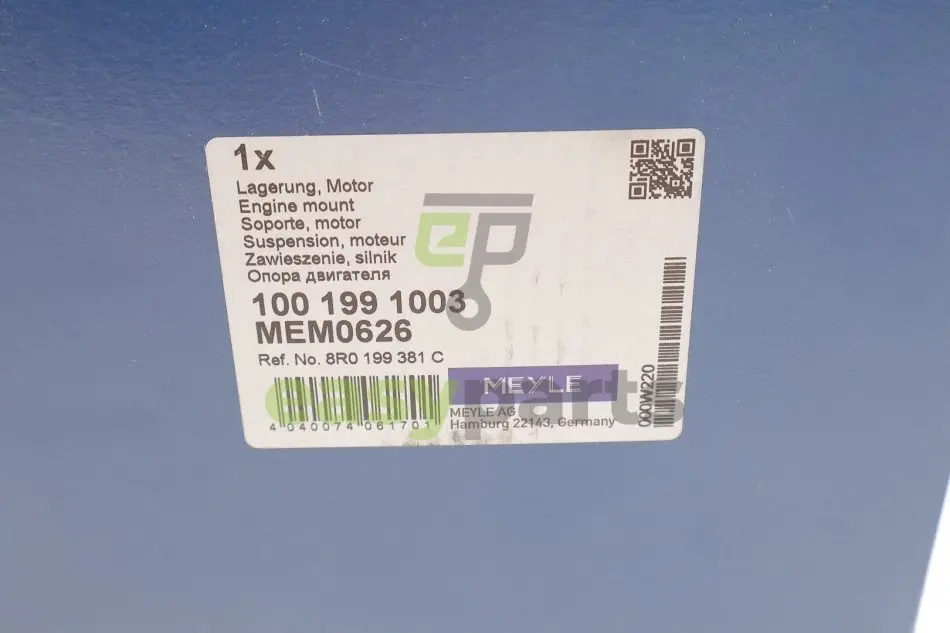 1x
Lagerung, Motor
Engine mount
Soporte, motor
Suspension, moteur
Zawieszenie, silnik
Опора двигателя
100 199 1003
MEM0626
Ref. No. 8R0 199 381 C
MEYLE
MEYLE AG
Hamburg 22143, Germany
4 040074 061701
000W220
ep
easyparts